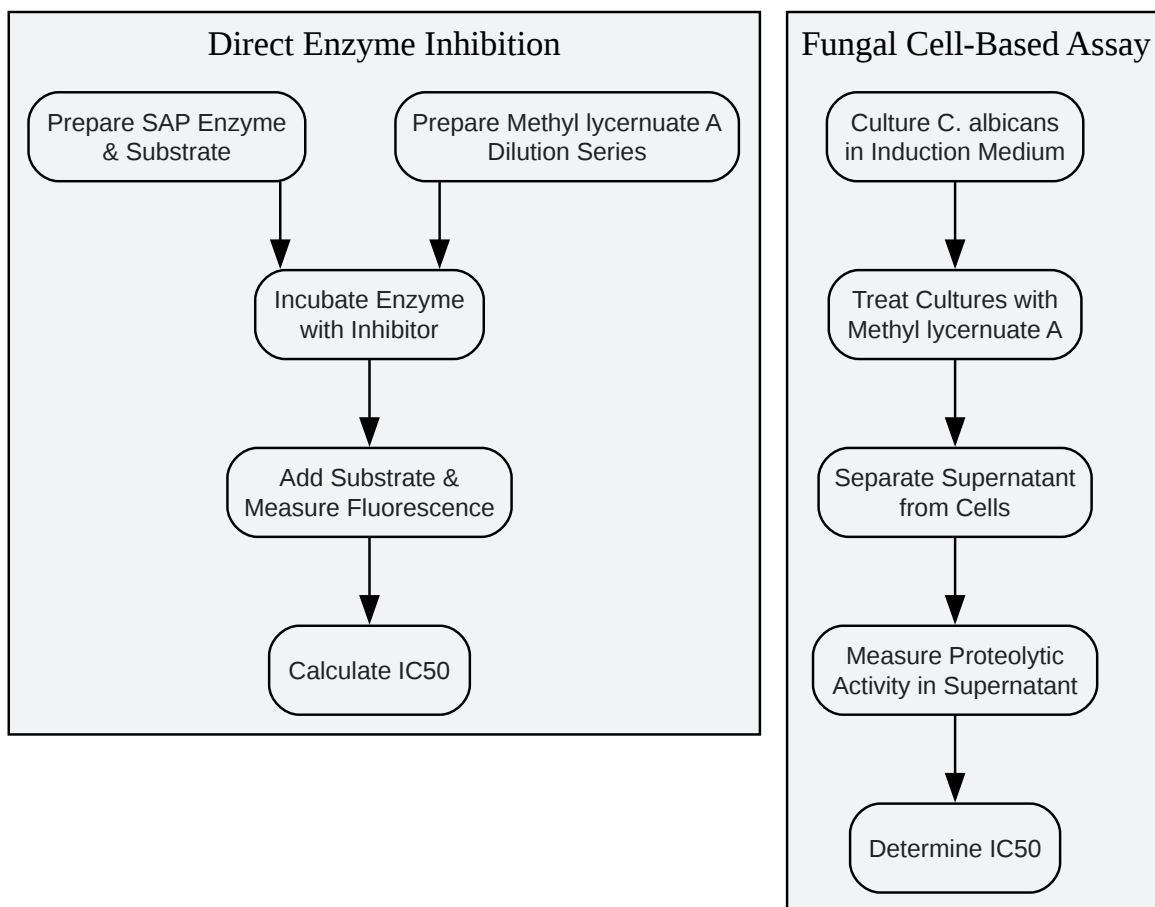 Direct Enzyme Inhibition
Prepare SAP Enzyme
& Substrate
Prepare Methyl lycernuate A
Dilution Series
Incubate Enzyme
with Inhibitor
Add Substrate &
Measure Fluorescence
Calculate IC50
Fungal Cell-Based Assay
Culture C. albicans
in Induction Medium
Treat Cultures with
Methyl lycernuate A
Separate Supernatant
from Cells
Measure Proteolytic
Activity in Supernatant
Determine IC50